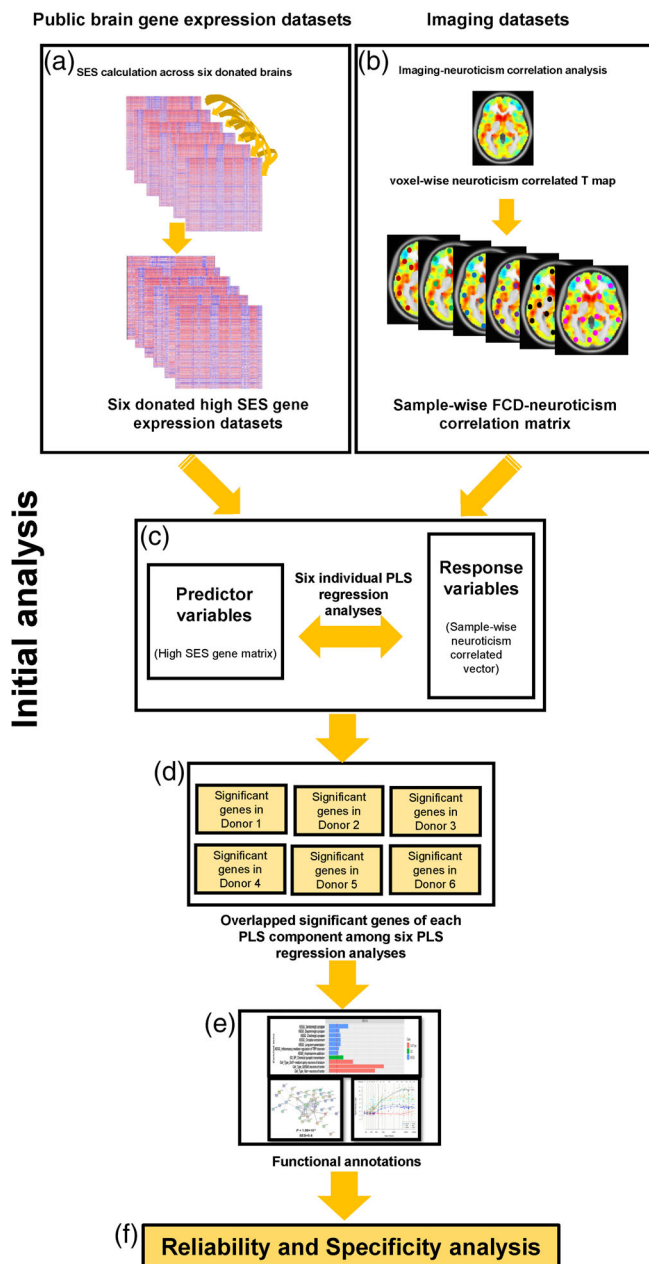 Public brain gene expression datasets
Imaging datasets
(a)
SES calculation across six donated brains
Six donated high SES gene
expression datasets
(b)
Imaging-neuroticism correlation analysis
voxel-wise neuroticism correlated T map
Sample-wise FCD-neuroticism
correlation matrix
Initial analysis
(c)
Predictor
variables
(High SES gene matrix)
Six individual PLS
regression
analyses
Response
variables
(Sample-wise
neuroticism
correlated
vector)
(d)
Significant
genes in
Donor 1
Significant
genes in
Donor 2
Significant
genes in
Donor 3
Significant
genes in
Donor 4
Significant
genes in
Donor 5
Significant
genes in
Donor 6
Overlapped significant genes of each
PLS component among six PLS
regression analyses
(e)
Functional annotations
(f)
Reliability and Specificity analysis